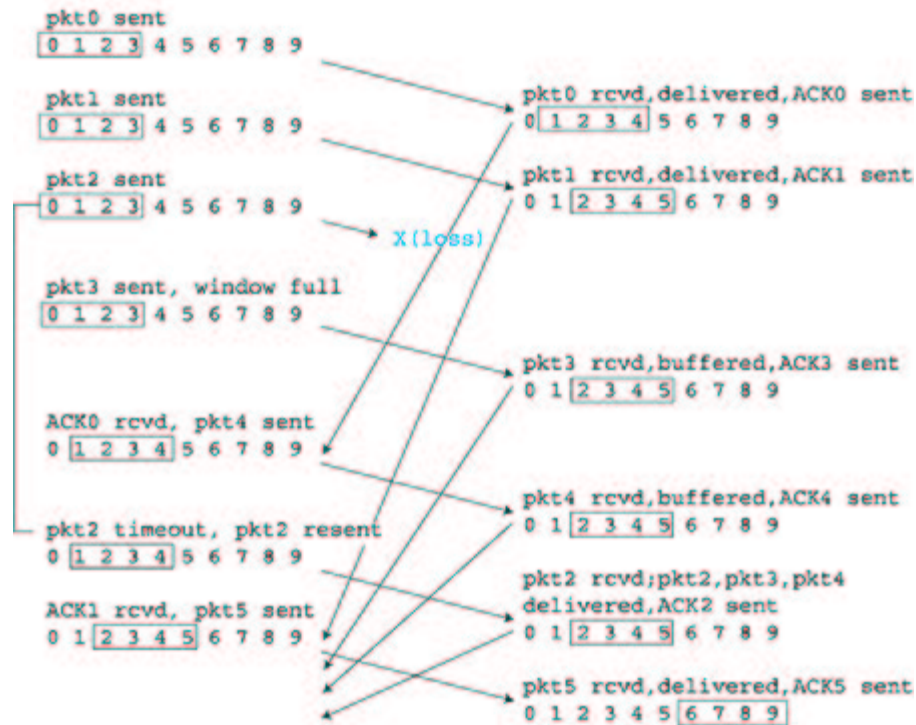 pkt0 sent
0 1 2 3 4 5 6 7 8 9
pkt1 sent
0 1 2 3 4 5 6 7 8 9
pkt2 sent
0 1 2 3 4 5 6 7 8 9
X(loss)
pkt3 sent, window full
0 1 2 3 4 5 6 7 8 9
ACK0 rcvd, pkt4 sent
0 1 2 3 4 5 6 7 8 9
pkt2 timeout, pkt2 resent
0 1 2 3 4 5 6 7 8 9
ACK1 rcvd, pkt5 sent
0 1 2 3 4 5 6 7 8 9
pkt0 rcvd,delivered,ACK0 sent
0 1 2 3 4 5 6 7 8 9
pkt1 rcvd,delivered,ACK1 sent
0 1 2 3 4 5 6 7 8 9
pkt3 rcvd,buffered,ACK3 sent
0 1 2 3 4 5 6 7 8 9
pkt4 rcvd,buffered,ACK4 sent
0 1 2 3 4 5 6 7 8 9
pkt2 rcvd;pkt2,pkt3,pkt4
delivered,ACK2 sent
0 1 2 3 4 5 6 7 8 9
pkt5 rcvd,delivered,ACK5 sent
0 1 2 3 4 5 6 7 8 9